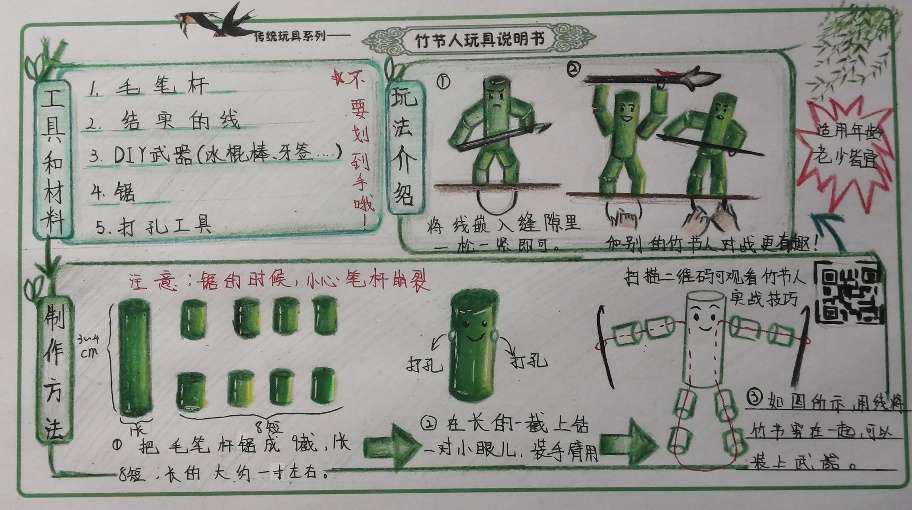 传统玩具系列——
竹节人玩具说明书
工具和材料
1. 毛笔杆
2. 结实的线
3. DIY武器(冰棍棒、牙签…)
4. 锯
5. 打孔工具
不要划到手哦!
玩法介绍
①
将线嵌入缝隙里
一松一紧即可。
②
和别的竹节人对战更有趣!
适用年龄
老少皆宜
制作方法
注意:锯的时候,小心笔杆崩裂
3~4
cm
1长
8短
① 把毛笔杆锯成9截,1长
8短,长的大约一寸左右。
打孔
打孔
② 在长的一截上钻
一对小眼儿,装手臂用
扫描二维码可观看竹节人
实战技巧
③ 如图所示,用线将
竹节穿在一起,可以
装上武器。